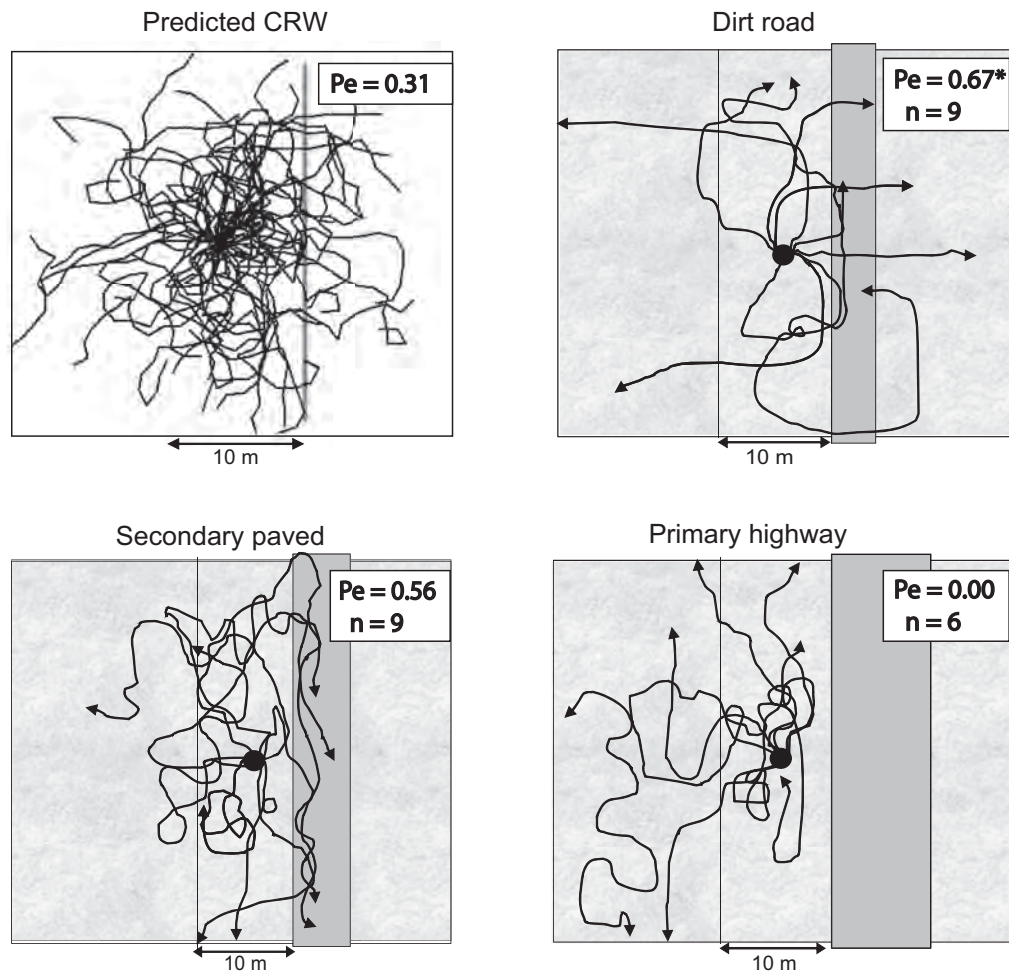 Predicted CRW
Pe = 0.31
10 m
Dirt road
Pe = 0.67*
n = 9
10 m
Secondary paved
Pe = 0.56
n = 9
10 m
Primary highway
Pe = 0.00
n = 6
10 m